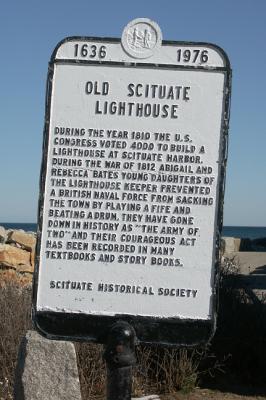 1636 1976
OLD SCITUATE
LIGHTHOUSE
DURING THE YEAR 1810 THE U.S.
CONGRESS VOTED 4000 TO BUILD A
LIGHTHOUSE AT SCITUATE HARBOR.
DURING THE WAR OF 1812 ABIGAIL AND
REBECCA BATES YOUNG DAUGHTERS OF
THE LIGHTHOUSE KEEPER PREVENTED
A BRITISH NAVAL FORCE FROM SACKING
THE TOWN BY PLAYING A FIFE AND
BEATING A DRUM. THEY HAVE GONE
DOWN IN HISTORY AS "THE ARMY OF
TWO" AND THEIR COURAGEOUS ACT
HAS BEEN RECORDED IN MANY
TEXTBOOKS AND STORY BOOKS.
SCITUATE HISTORICAL SOCIETY